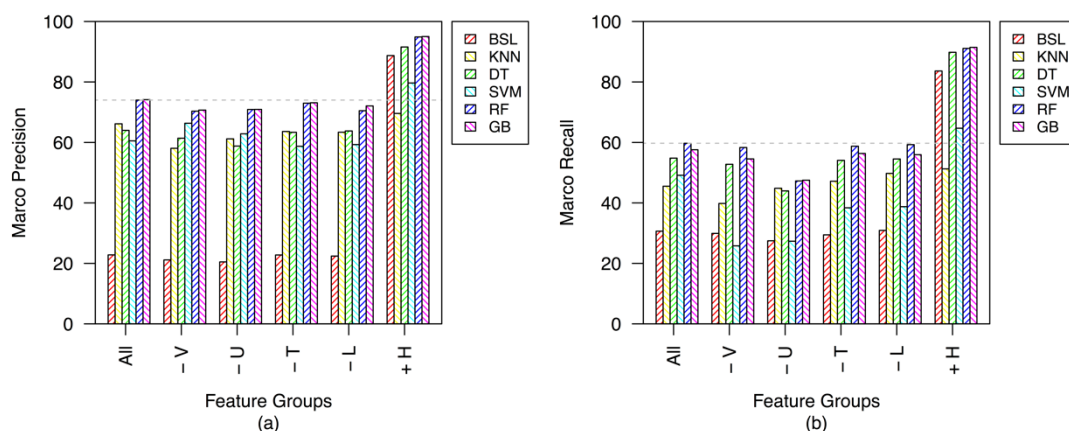 Marco Precision
100
80
60
40
20
0
All
– V
– U
– T
– L
+ H
Feature Groups
(a)
BSL
KNN
DT
SVM
RF
GB
Marco Recall
100
80
60
40
20
0
All
– V
– U
– T
– L
+ H
Feature Groups
(b)
BSL
KNN
DT
SVM
RF
GB